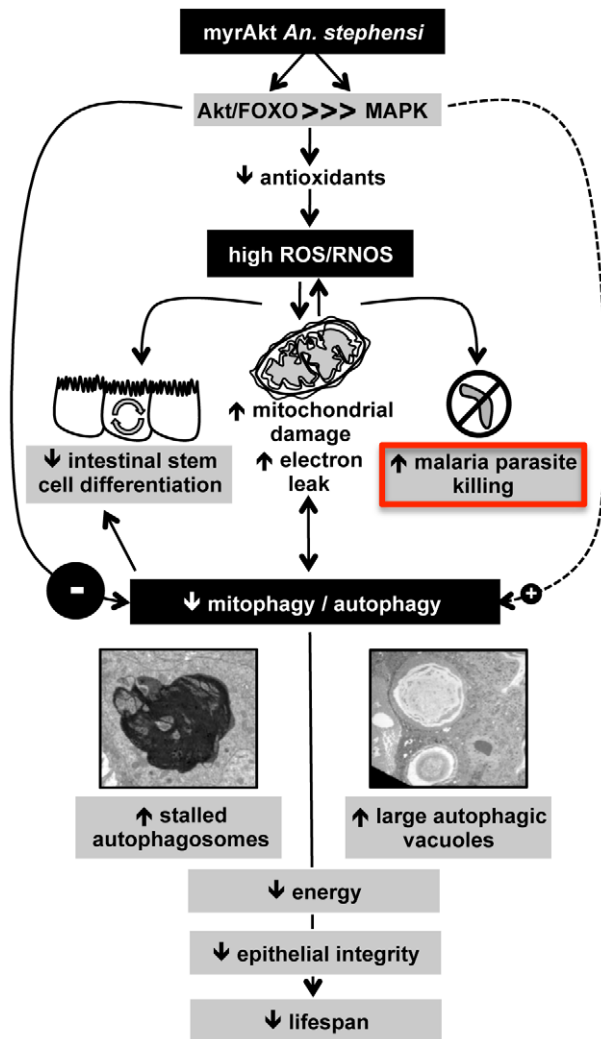 myrAkt An. stephensi
Akt/FOXO >>> MAPK
↓ antioxidants
high ROS/RNOS
↑ mitochondrial
damage
↑ electron
leak
↓ intestinal stem
cell differentiation
↑ malaria parasite
killing
-
↓ mitophagy / autophagy
+
↑ stalled
autophagosomes
↑ large autophagic
vacuoles
↓ energy
↓ epithelial integrity
↓ lifespan